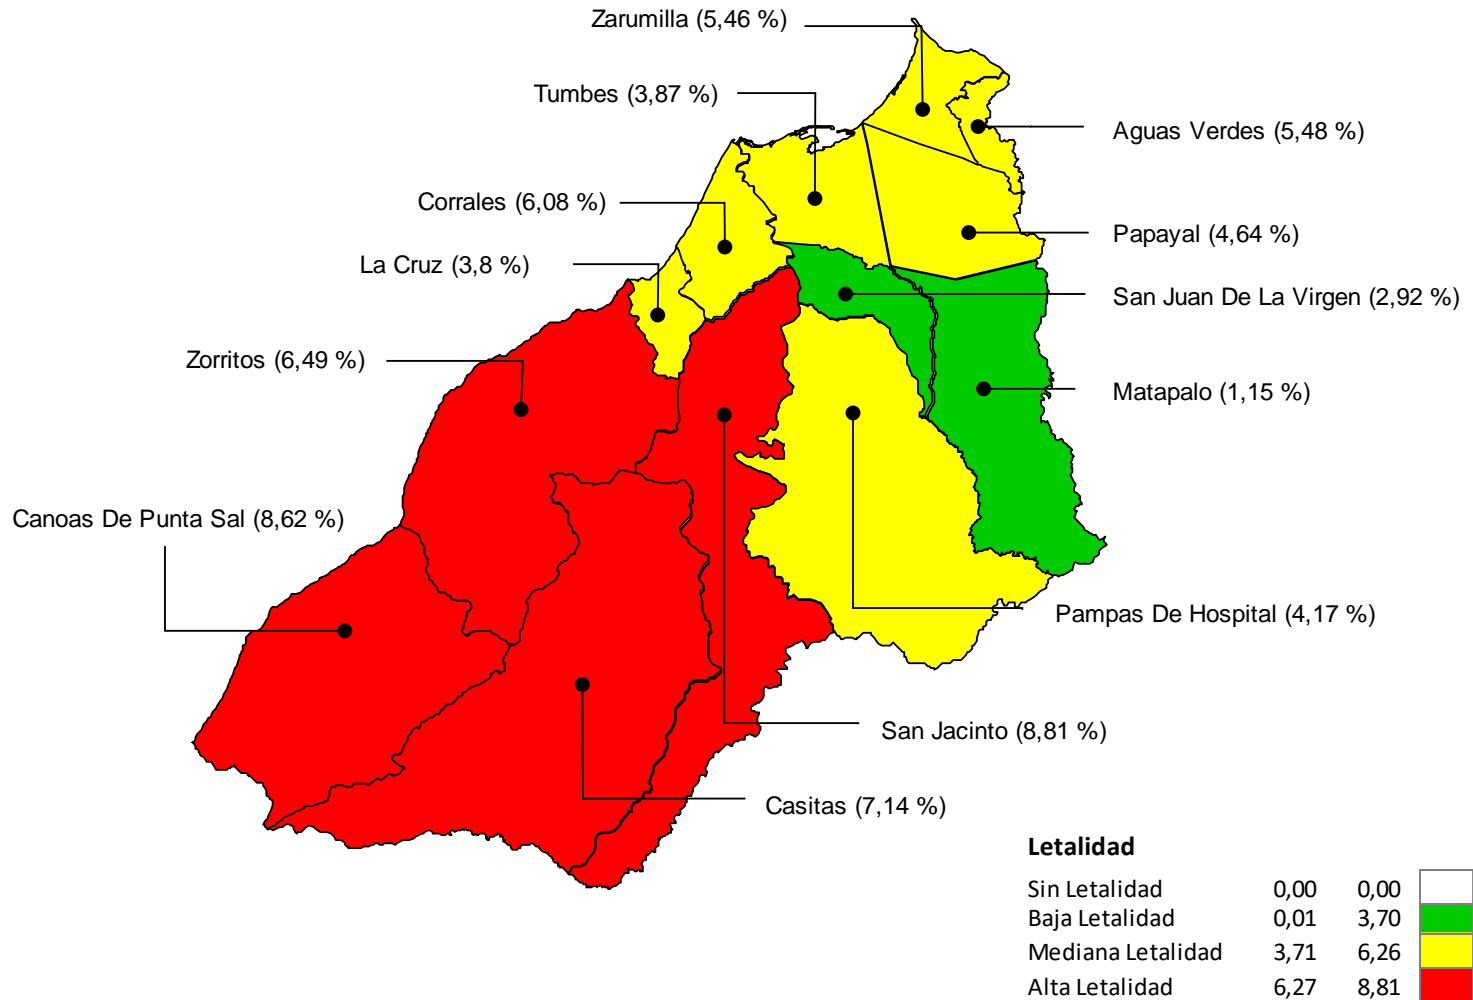 Zarumilla (5,46 %)
Tumbes (3,87 %)
Aguas Verdes (5,48 %)
Corrales (6,08 %)
Papayal (4,64 %)
La Cruz (3,8 %)
San Juan De La Virgen (2,92 %)
Zorritos (6,49 %)
Matapalo (1,15 %)
Canoas De Punta Sal (8,62 %)
Pampas De Hospital (4,17 %)
San Jacinto (8,81 %)
Casitas (7,14 %)
Letalidad
Sin Letalidad 0,00 0,00
Baja Letalidad 0,01 3,70
Mediana Letalidad 3,71 6,26
Alta Letalidad 6,27 8,81